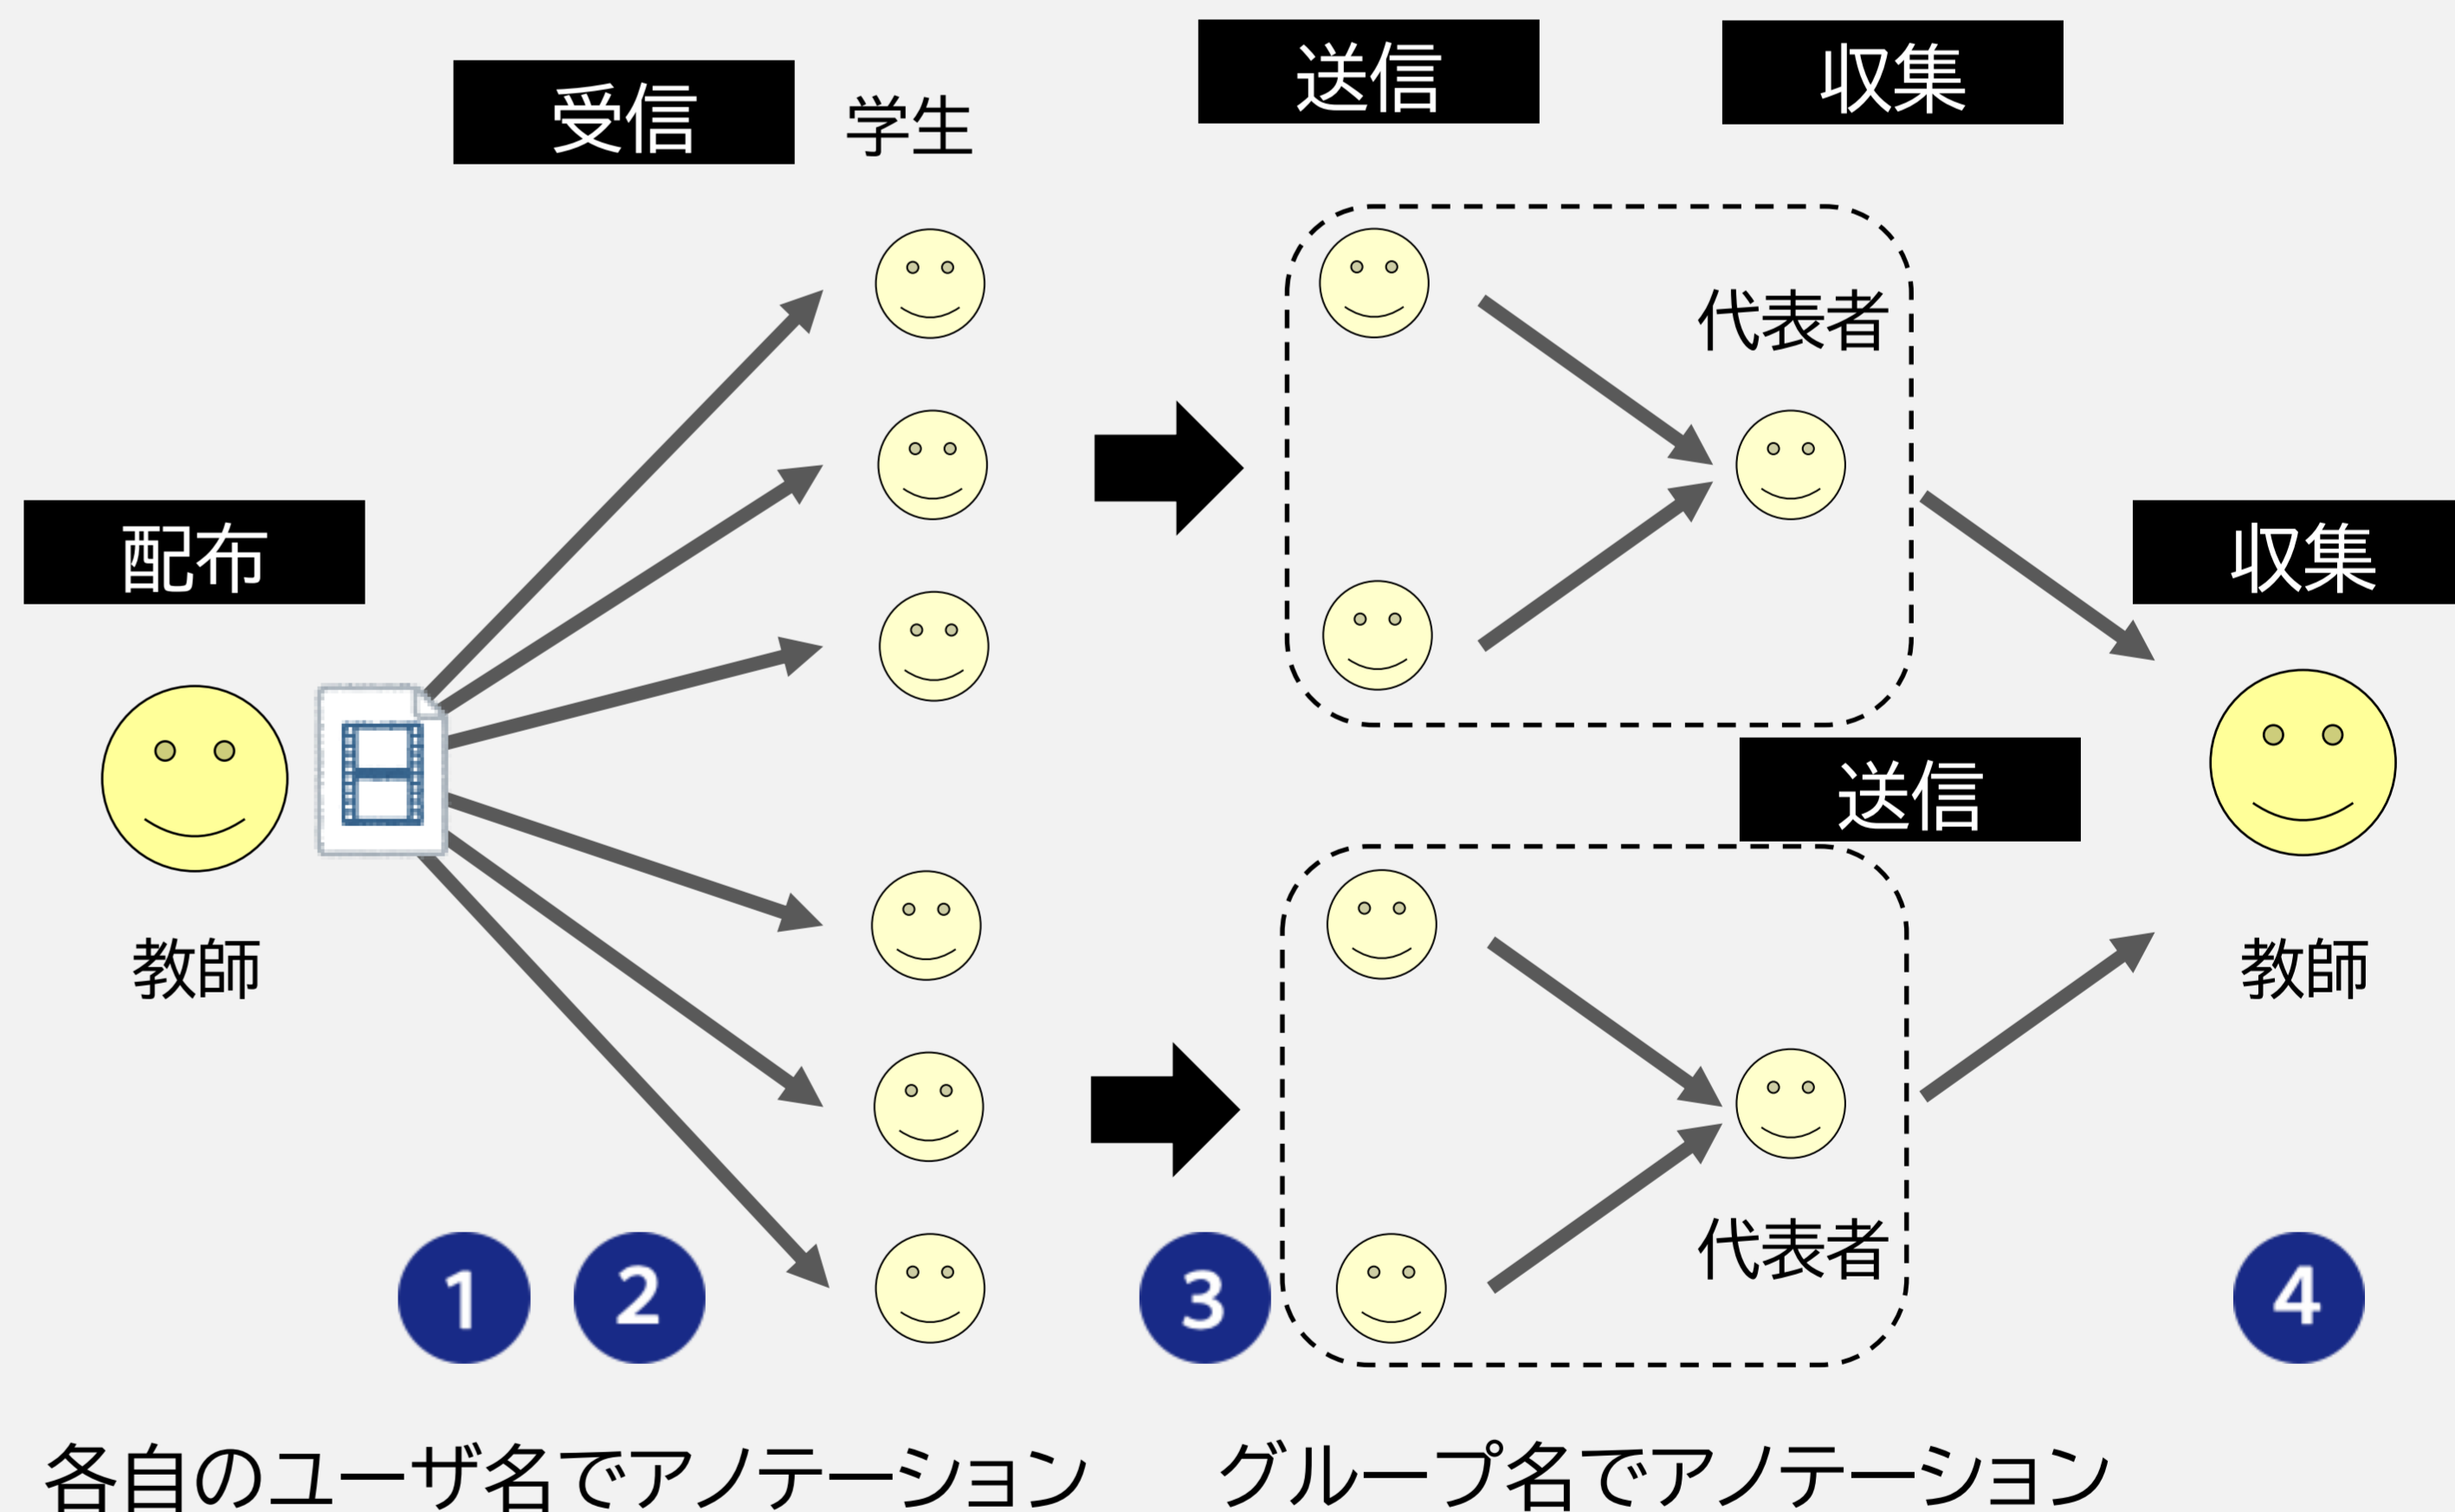 受信
学生
送信
収集
代表者
配布
収集
送信
教師
教師
代表者
1
2
3
4
各自のユーザ名でアノテーション
グループ名でアノテーション